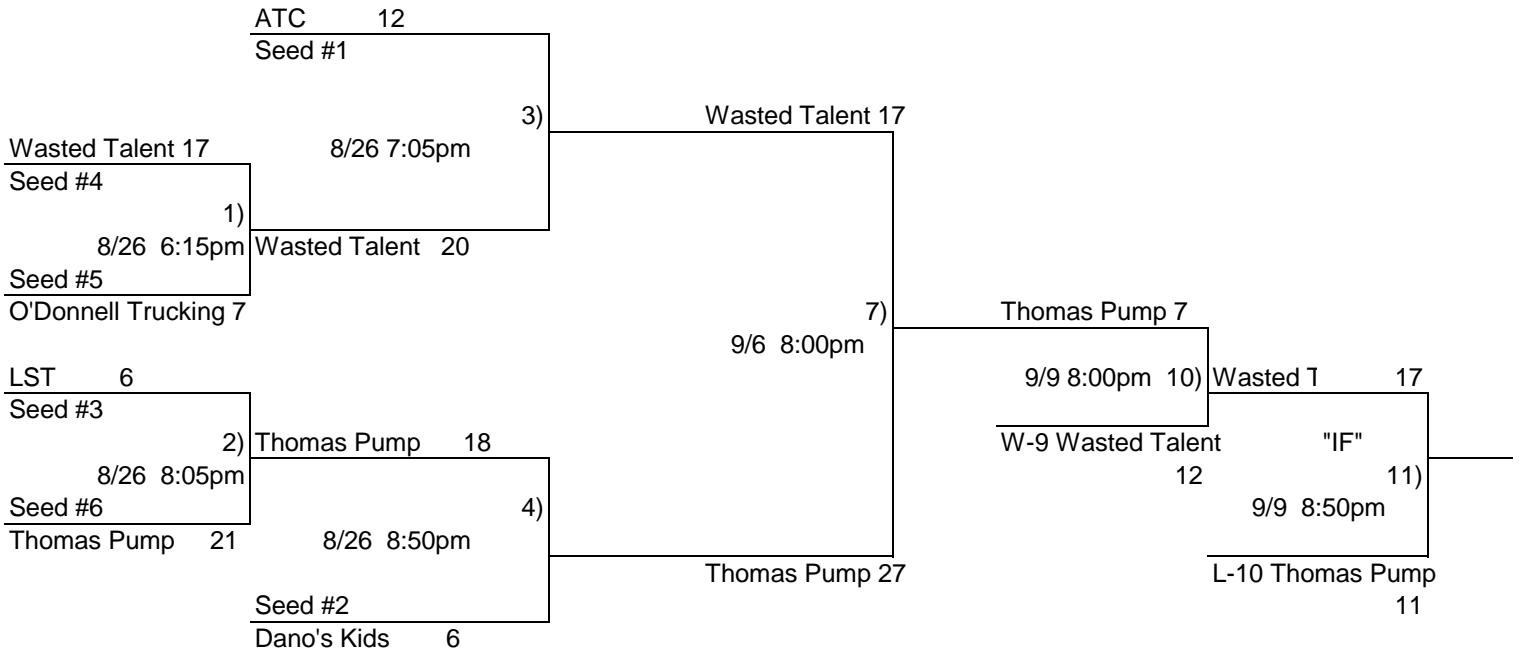 ATC 12
Seed #1
3)
Wasted Talent 17
Wasted Talent 17
8/26 7:05pm
Seed #4
1)
8/26 6:15pm
Wasted Talent 20
Seed #5
O'Donnell Trucking 7
7)
Thomas Pump 7
9/6 8:00pm
LST 6
9/9 8:00pm 10)
Wasted T 17
Seed #3
2)
Thomas Pump 18
W-9 Wasted Talent
"IF"
8/26 8:05pm
12
11)
Seed #6
4)
9/9 8:50pm
Thomas Pump 21
8/26 8:50pm
Thomas Pump 27
L-10 Thomas Pump
Seed #2
11
Dano's Kids 6